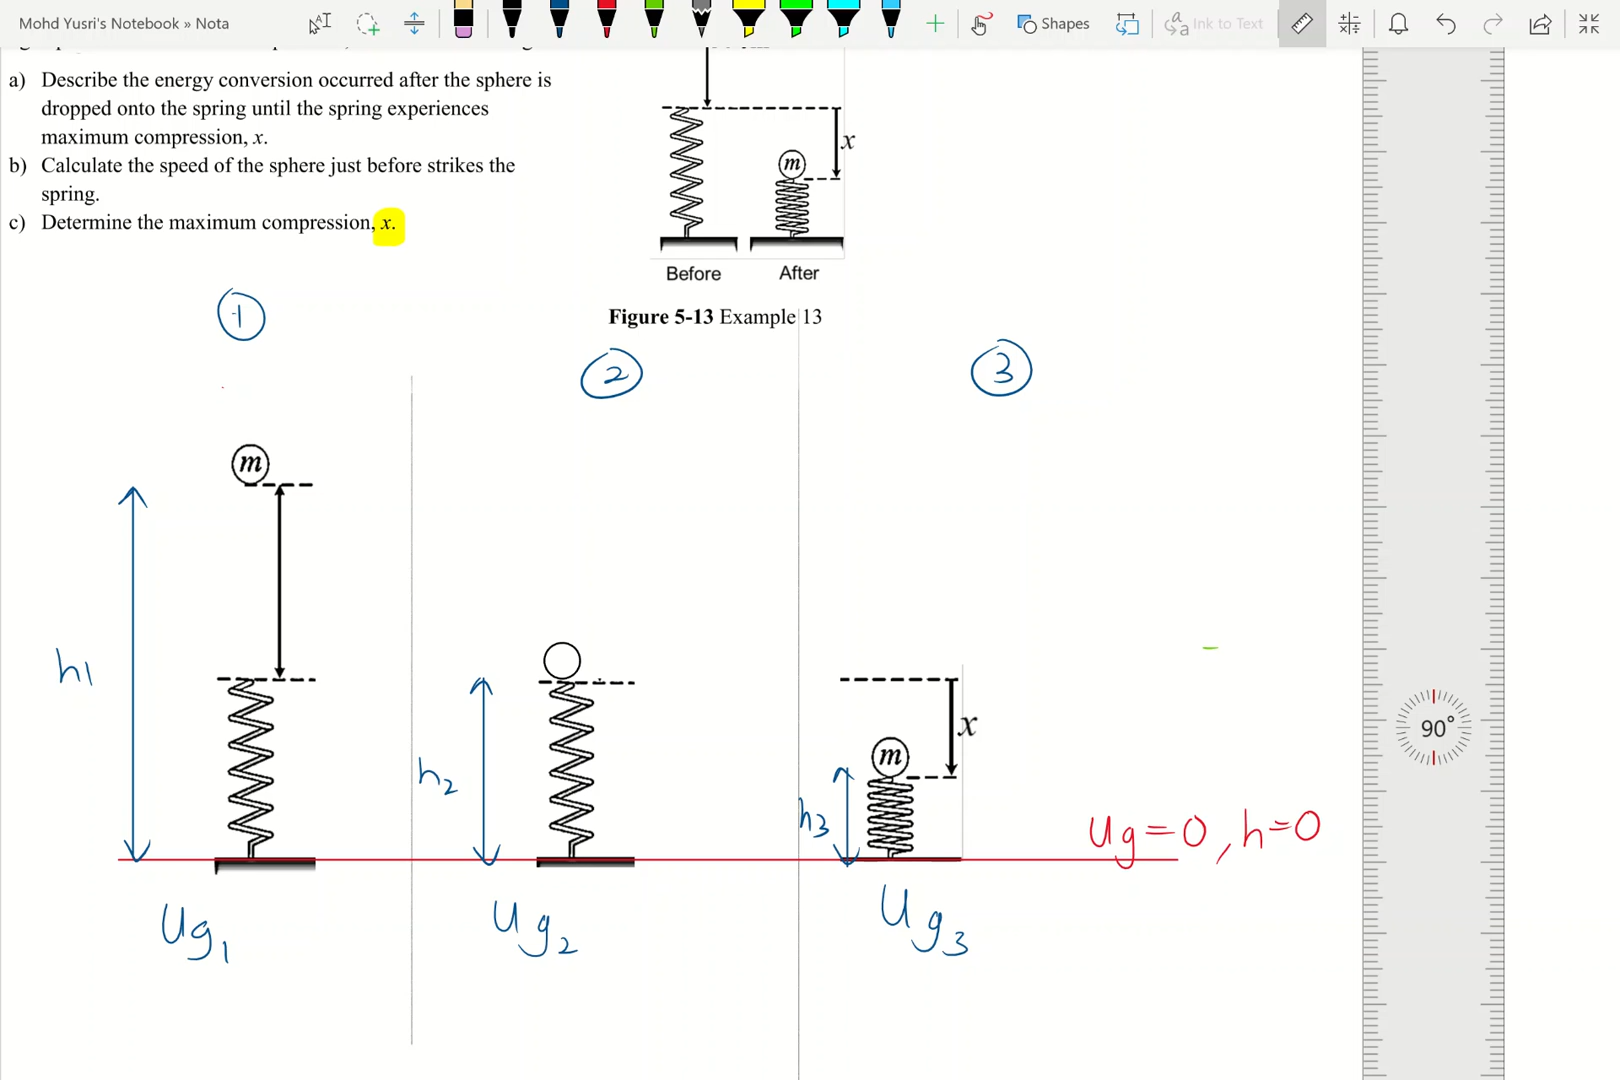 Mohd Yusri's Notebook » Nota
Shapes
Ink to Text
a) Describe the energy conversion occurred after the sphere is
dropped onto the spring until the spring experiences
maximum compression, x.
b) Calculate the speed of the sphere just before strikes the
spring.
c) Determine the maximum compression, x.
x
m
Before After
Figure 5-13 Example 13
1
2
3
m
h1
h2
x
m
h3
90°
Ug=0, h=0
Ug1
Ug2
Ug3